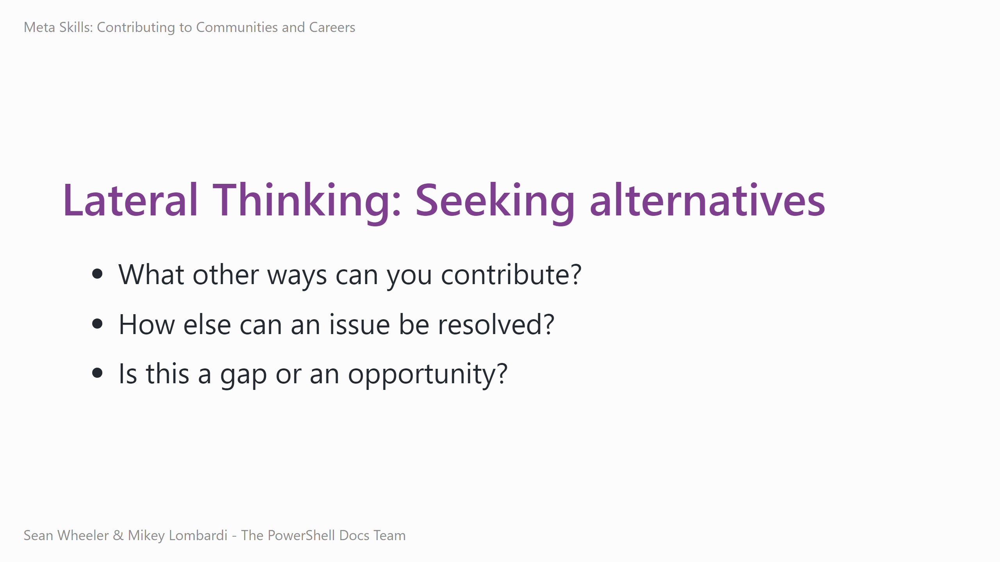 Meta Skills: Contributing to Communities and Careers
Lateral Thinking: Seeking alternatives
• What other ways can you contribute?
• How else can an issue be resolved?
• Is this a gap or an opportunity?
Sean Wheeler & Mikey Lombardi - The PowerShell Docs Team